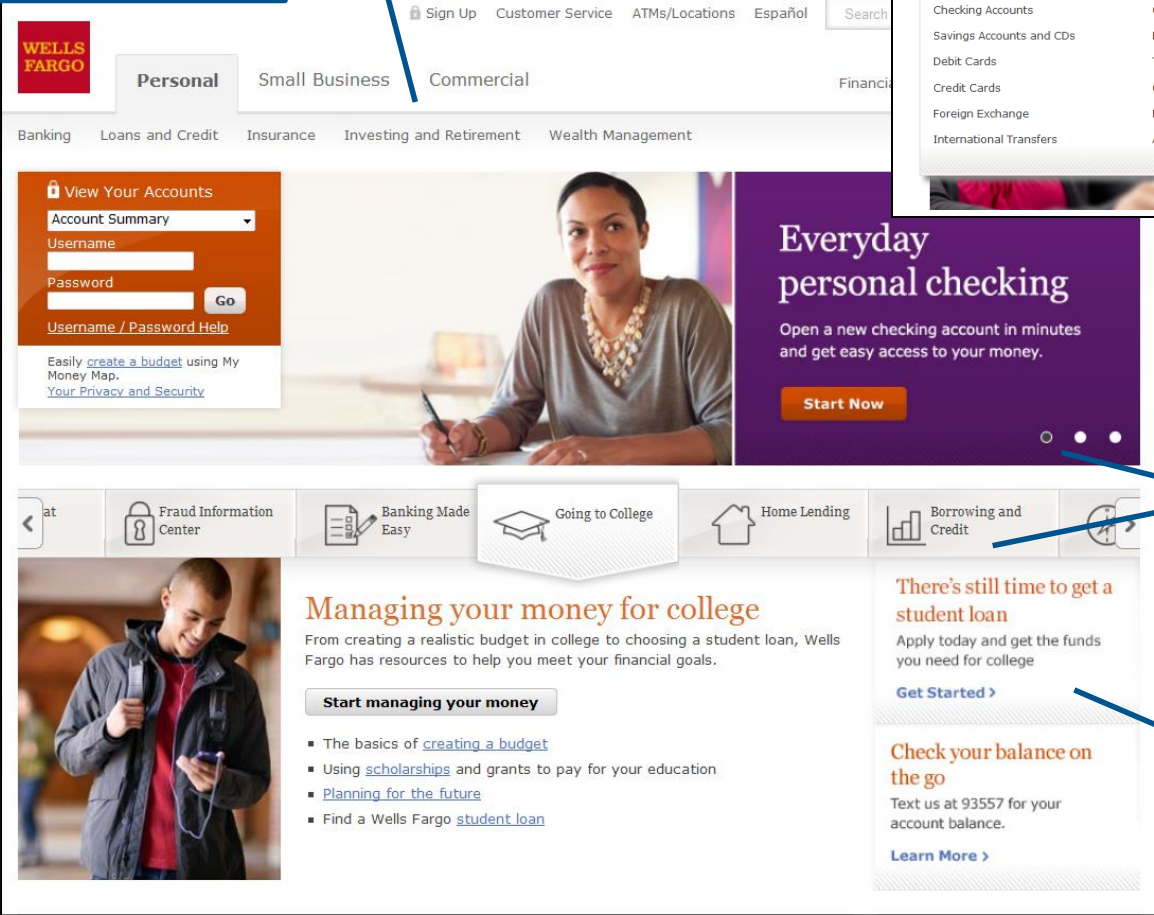 Sign Up Customer Service ATMs/Locations Español Search
WELLS
FARGO
Personal Small Business Commercial
Banking Loans and Credit Insurance Investing and Retirement Wealth Management
Checking Accounts
Savings Accounts and CDs
Debit Cards
Credit Cards
Foreign Exchange
International Transfers
View Your Accounts
Account Summary
Username
Password
Go
Username / Password Help
Easily create a budget using My
Money Map.
Your Privacy and Security
Everyday
personal checking
Open a new checking account in minutes
and get easy access to your money.
Start Now
at
Fraud Information
Center
Banking Made
Easy
Going to College
Home Lending
Borrowing and
Credit
Managing your money for college
From creating a realistic budget in college to choosing a student loan, Wells
Fargo has resources to help you meet your financial goals.
Start managing your money
The basics of creating a budget
Using scholarships and grants to pay for your education
Planning for the future
Find a Wells Fargo student loan
There's still time to get a
student loan
Apply today and get the funds
you need for college
Get Started >
Check your balance on
the go
Text us at 93557 for your
account balance.
Learn More >